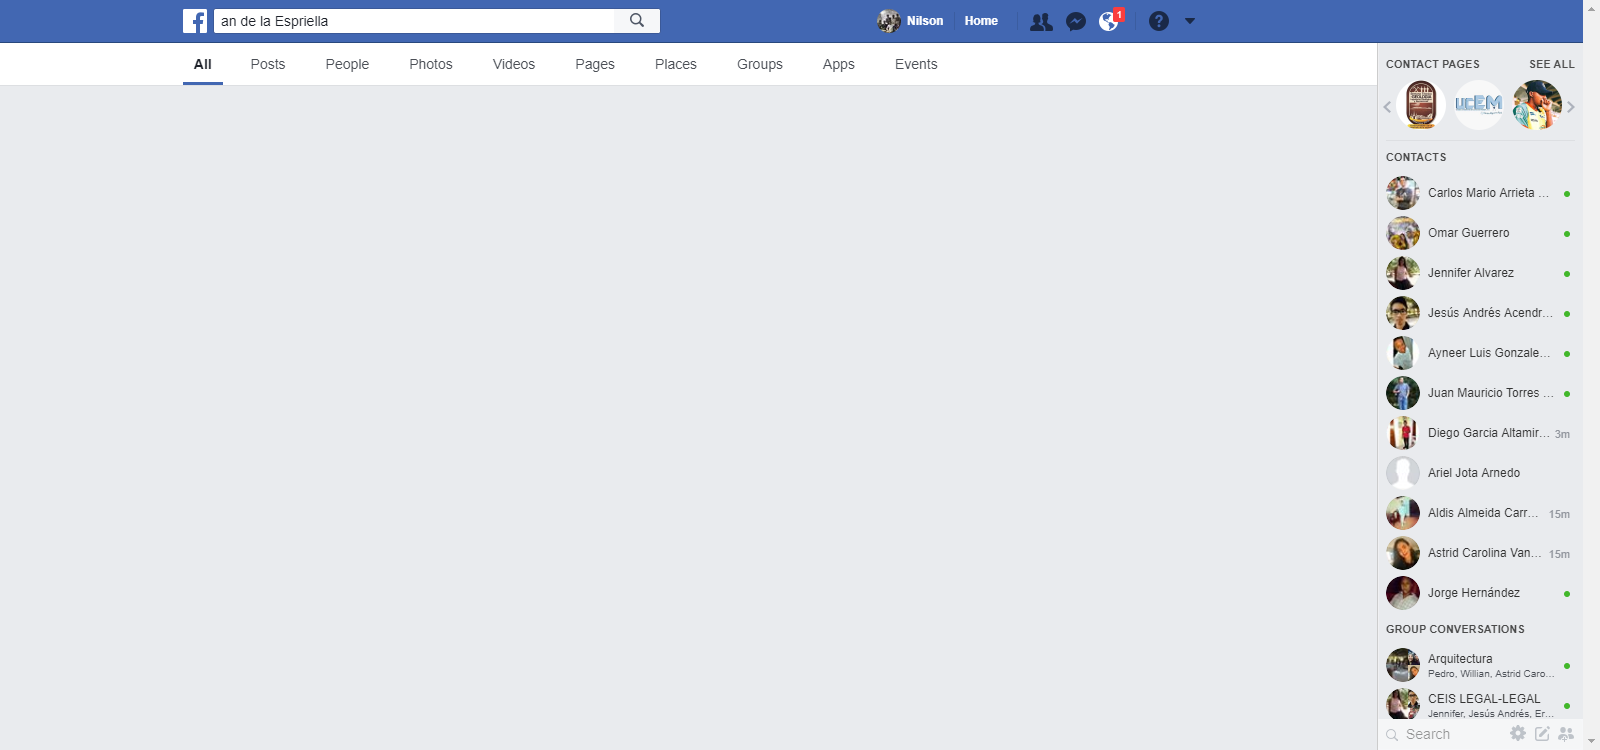 an de la Espriella
Nilson
Home
1
All
Posts
People
Photos
Videos
Pages
Places
Groups
Apps
Events
CONTACT PAGES
SEE ALL
UCEM
CONTACTS
Carlos Mario Arrieta ...
Omar Guerrero
Jennifer Alvarez
Jesús Andrés Acendr...
Ayneer Luis Gonzale...
Juan Mauricio Torres ...
Diego Garcia Altamir... 3m
Ariel Jota Arnedo
Aldis Almeida Carr... 15m
Astrid Carolina Van... 15m
Jorge Hernández
GROUP CONVERSATIONS
Arquitectura
Pedro, Willian, Astrid Caro...
CEIS LEGAL-LEGAL
Jennifer, Jesús Andrés, Er...
Search